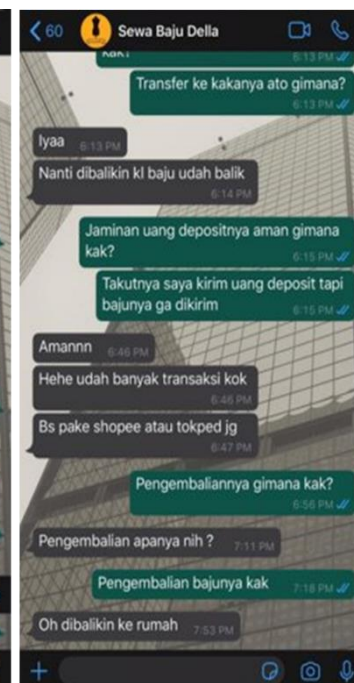 60
Sewa Baju Della
kak?
6:13 PM
Transfer ke kakanya ato gimana?
6:13 PM
Iyaa 6:13 PM
Nanti dibalikin kl baju udah balik
6:14 PM
Jaminan uang depositnya aman gimana
kak?
6:15 PM
Takutnya saya kirim uang deposit tapi
bajunya ga dikirim
6:15 PM
Amannn 6:46 PM
Hehe udah banyak transaksi kok
6:46 PM
Bs pake shopee atau tokped jg
6:47 PM
Pengembaliannya gimana kak?
6:56 PM
Pengembalian apanya nih ? 7:11 PM
Pengembalian bajunya kak 7:18 PM
Oh dibalikin ke rumah 7:53 PM